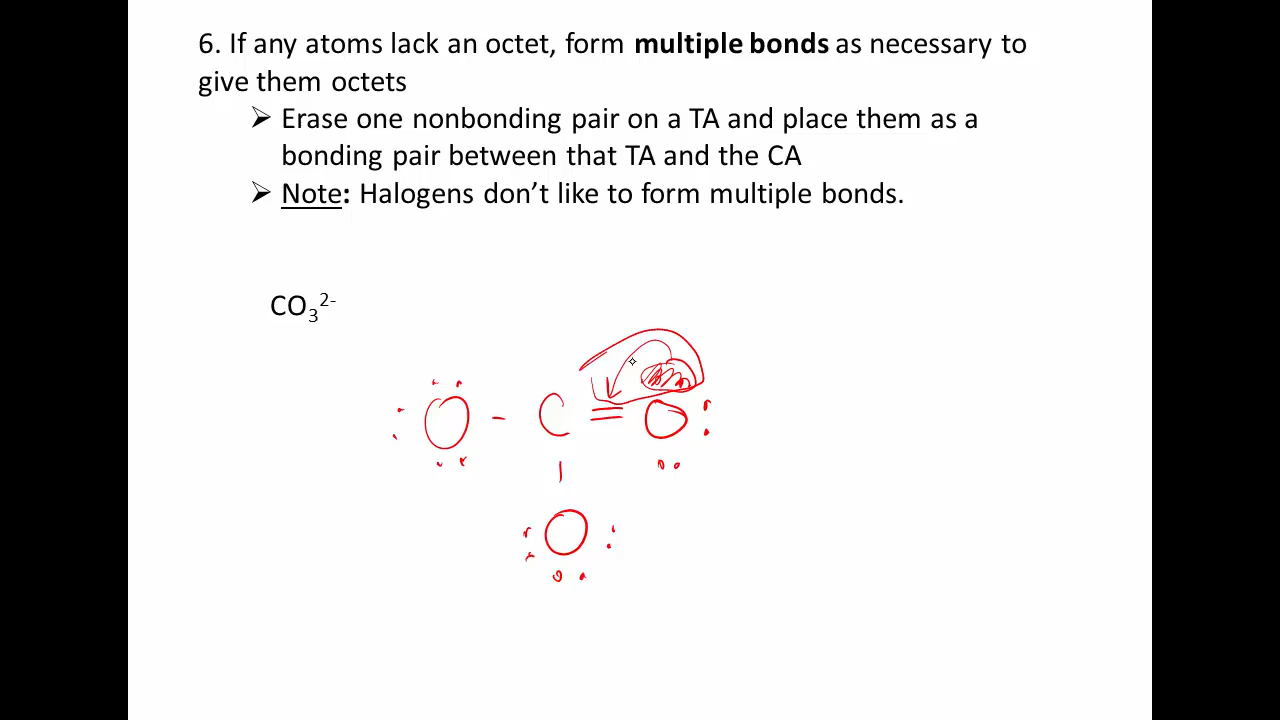 6. If any atoms lack an octet, form multiple bonds as necessary to
give them octets
➢ Erase one nonbonding pair on a TA and place them as a
bonding pair between that TA and the CA
➢ Note: Halogens don’t like to form multiple bonds.
CO₃²⁻
O - C = O
|
O